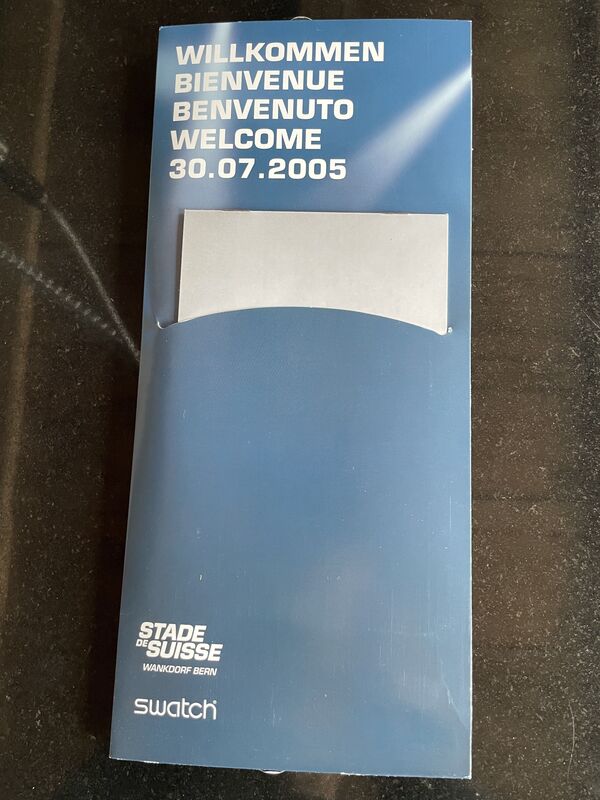 WILLKOMMEN
BIENVENUE
BENVENUTO
WELCOME
30.07.2005
STADE
DE SUISSE
WANKDORF BERN
swatch